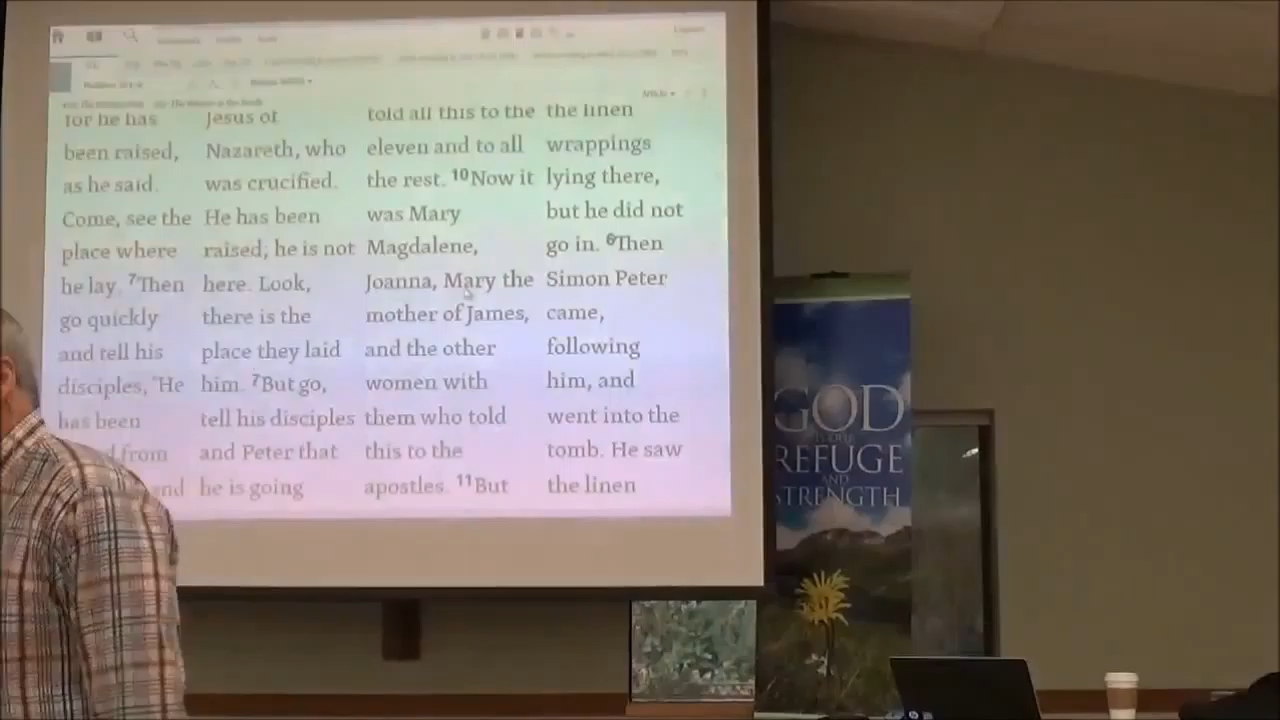 for he has
been raised,
as he said.
Come, see the
place where
he lay. ⁷Then
go quickly
and tell his
disciples, 'He
has been
from
and
Jesus of
Nazareth, who
was crucified.
He has been
raised; he is not
here. Look,
there is the
place they laid
him. ⁷But go,
tell his disciples
and Peter that
he is going
told all this to the
eleven and to all
the rest. ¹⁰Now it
was Mary
Magdalene,
Joanna, Mary the
mother of James,
and the other
women with
them who told
this to the
apostles. ¹¹But
the linen
wrappings
lying there,
but he did not
go in. ⁶Then
Simon Peter
came,
following
him, and
went into the
tomb. He saw
the linen
GOD
IS OUR
REFUGE
AND
STRENGTH